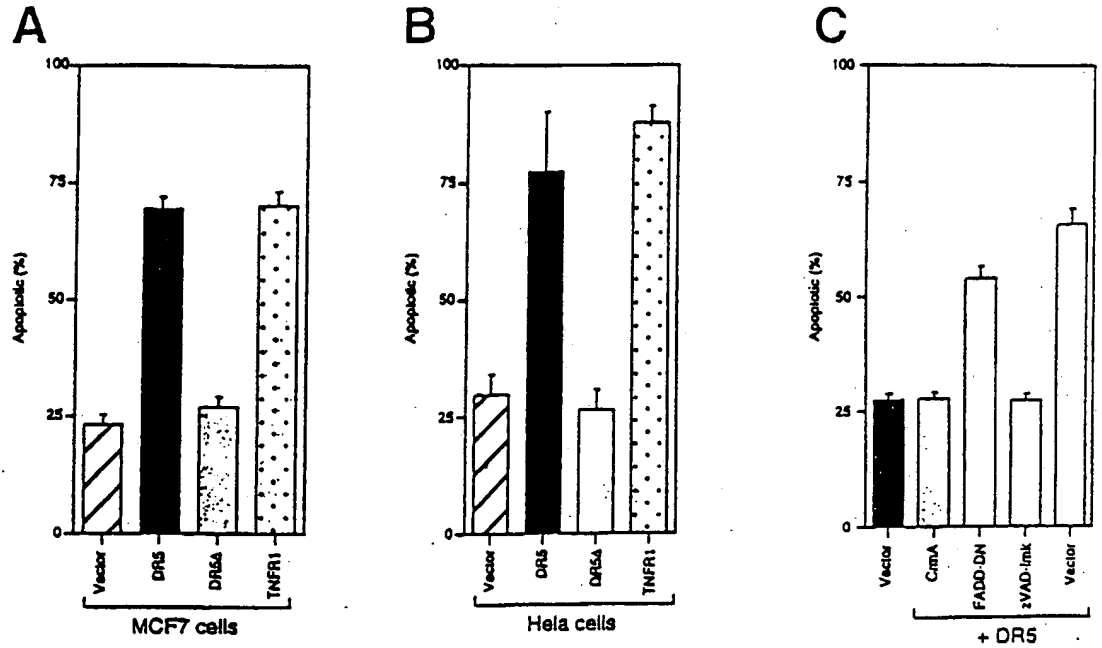 A
B
C
100
75
50
25
0
Apoptotic (%)
Vector
DR5
DR5Δ
TNFR1
MCF7 cells
100
75
50
25
0
Apoptotic (%)
Vector
DR5
DR5Δ
TNFR1
Hela cells
100
75
50
25
0
Apoptotic (%)
Vector
CrmA
FADD-DN
zVAD-fmk
Vector
+ DR5